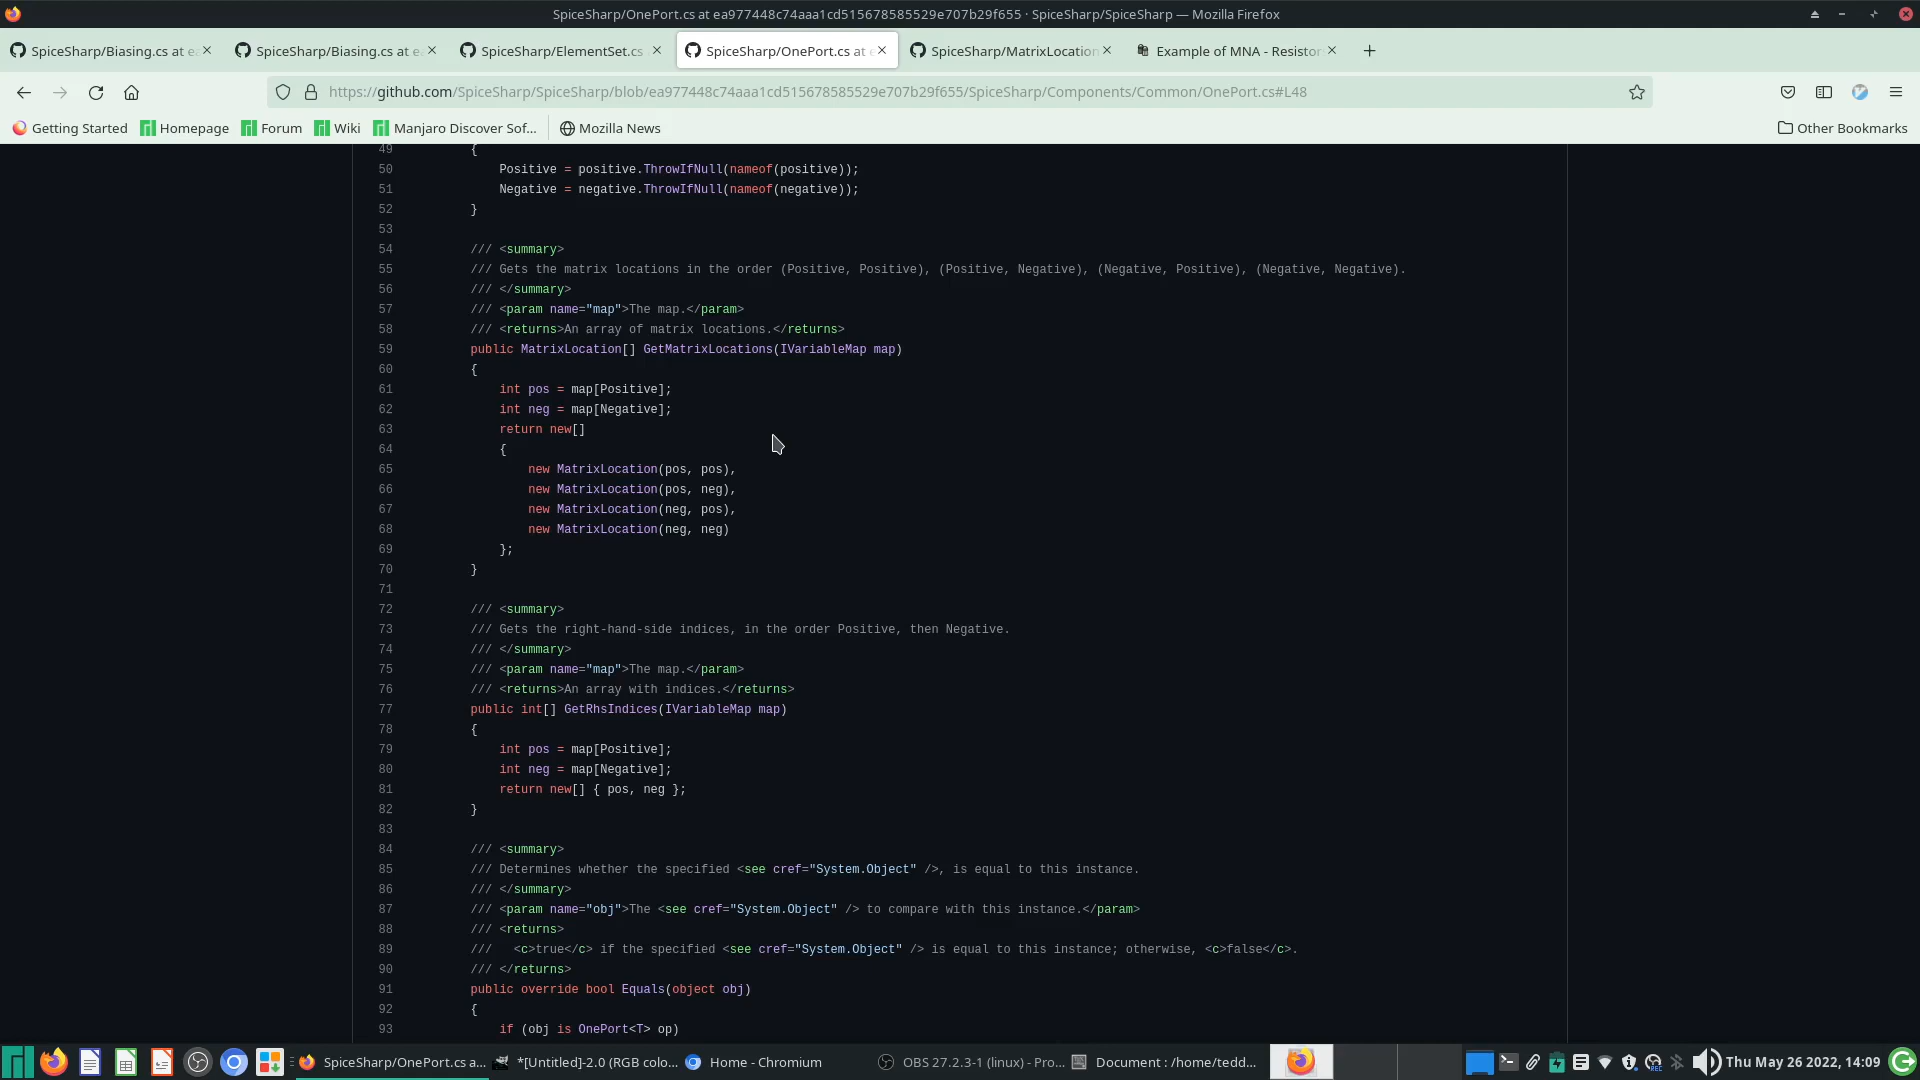 SpiceSharp/OnePort.cs at ea977448c74aaa1cd515678585529e707b29f655 · SpiceSharp/SpiceSharp — Mozilla Firefox
SpiceSharp/Biasing.cs at ea
SpiceSharp/Biasing.cs at ea
SpiceSharp/ElementSet.cs
SpiceSharp/OnePort.cs at e
SpiceSharp/MatrixLocation
Example of MNA - Resistor
https://github.com/SpiceSharp/SpiceSharp/blob/ea977448c74aaa1cd515678585529e707b29f655/SpiceSharp/Components/Common/OnePort.cs#L48
Getting Started
Homepage
Forum
Wiki
Manjaro Discover Sof...
Mozilla News
Other Bookmarks
49 {
50 Positive = positive.ThrowIfNull(nameof(positive));
51 Negative = negative.ThrowIfNull(nameof(negative));
52 }
53
54 /// <summary>
55 /// Gets the matrix locations in the order (Positive, Positive), (Positive, Negative), (Negative, Positive), (Negative, Negative).
56 /// </summary>
57 /// <param name="map">The map.</param>
58 /// <returns>An array of matrix locations.</returns>
59 public MatrixLocation[] GetMatrixLocations(IVariableMap map)
60 {
61 int pos = map[Positive];
62 int neg = map[Negative];
63 return new[]
64 {
65 new MatrixLocation(pos, pos),
66 new MatrixLocation(pos, neg),
67 new MatrixLocation(neg, pos),
68 new MatrixLocation(neg, neg)
69 };
70 }
71
72 /// <summary>
73 /// Gets the right-hand-side indices, in the order Positive, then Negative.
74 /// </summary>
75 /// <param name="map">The map.</param>
76 /// <returns>An array with indices.</returns>
77 public int[] GetRhsIndices(IVariableMap map)
78 {
79 int pos = map[Positive];
80 int neg = map[Negative];
81 return new[] { pos, neg };
82 }
83
84 /// <summary>
85 /// Determines whether the specified <see cref="System.Object" />, is equal to this instance.
86 /// </summary>
87 /// <param name="obj">The <see cref="System.Object" /> to compare with this instance.</param>
88 /// <returns>
89 ///   <c>true</c> if the specified <see cref="System.Object" /> is equal to this instance; otherwise, <c>false</c>.
90 /// </returns>
91 public override bool Equals(object obj)
92 {
93 if (obj is OnePort<T> op)
SpiceSharp/OnePort.cs a...
*[Untitled]-2.0 (RGB colo...
Home - Chromium
OBS 27.2.3-1 (linux) - Pro...
Document : /home/tedd...
REC
Thu May 26 2022, 14:09